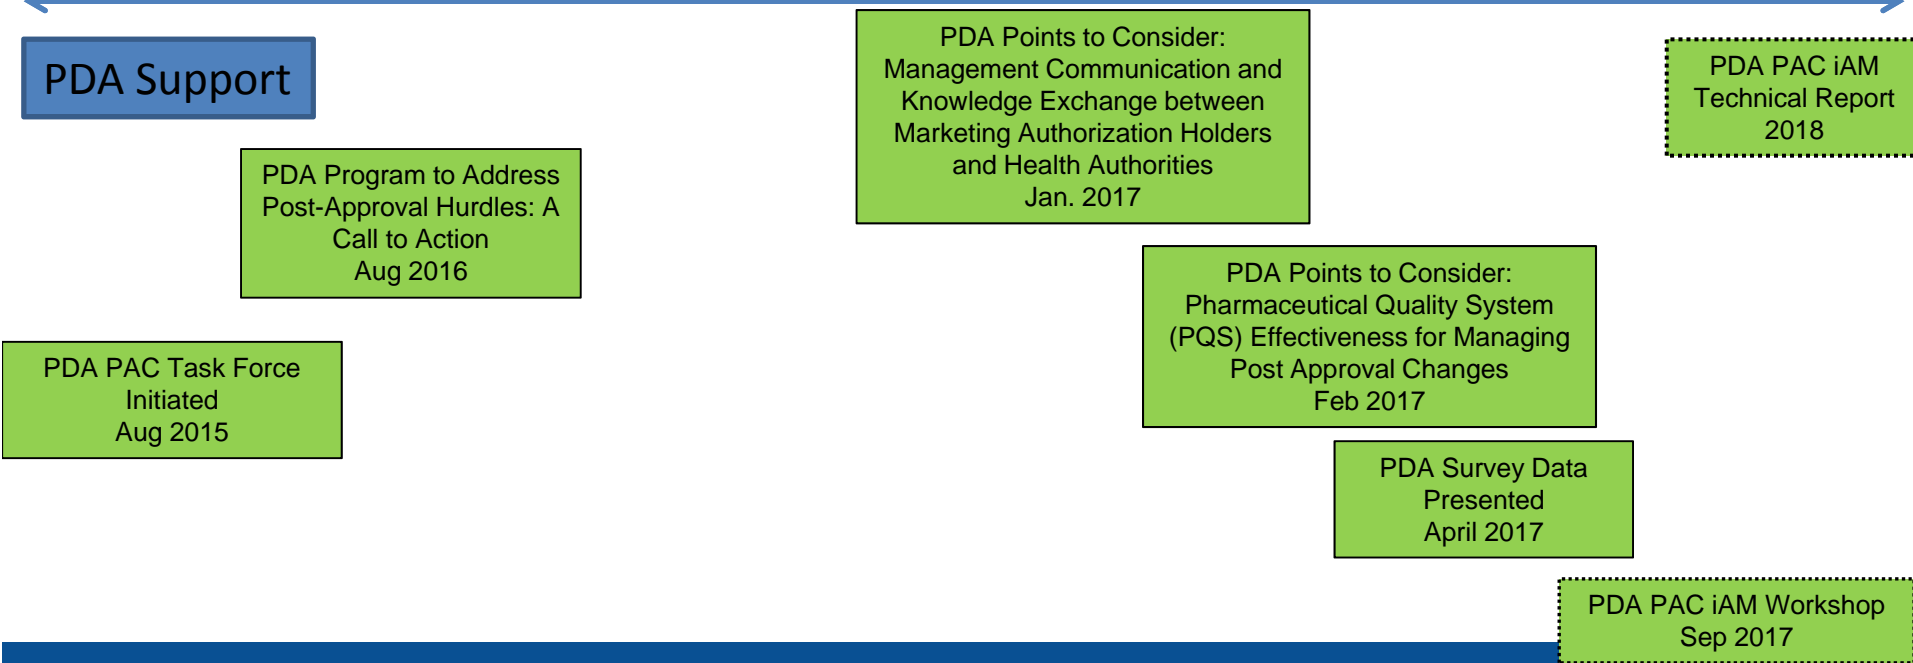 PDA Support
PDA Points to Consider:
Management Communication and
Knowledge Exchange between
Marketing Authorization Holders
and Health Authorities
Jan. 2017
PDA PAC iAM
Technical Report
2018
PDA Program to Address
Post-Approval Hurdles: A
Call to Action
Aug 2016
PDA Points to Consider:
Pharmaceutical Quality System
(PQS) Effectiveness for Managing
Post Approval Changes
Feb 2017
PDA PAC Task Force
Initiated
Aug 2015
PDA Survey Data
Presented
April 2017
PDA PAC iAM Workshop
Sep 2017